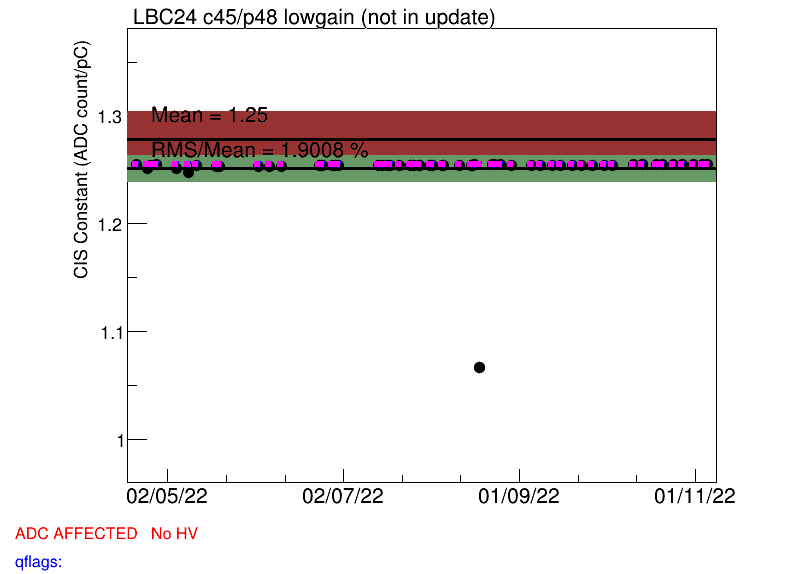 LBC24 c45/p48 lowgain (not in update)
CIS Constant (ADC count/pC)
1.3
1.2
1.1
1
Mean = 1.25
RMS/Mean = 1.9008 %
02/05/22 02/07/22 01/09/22 01/11/22
ADC AFFECTED No HV
qflags: